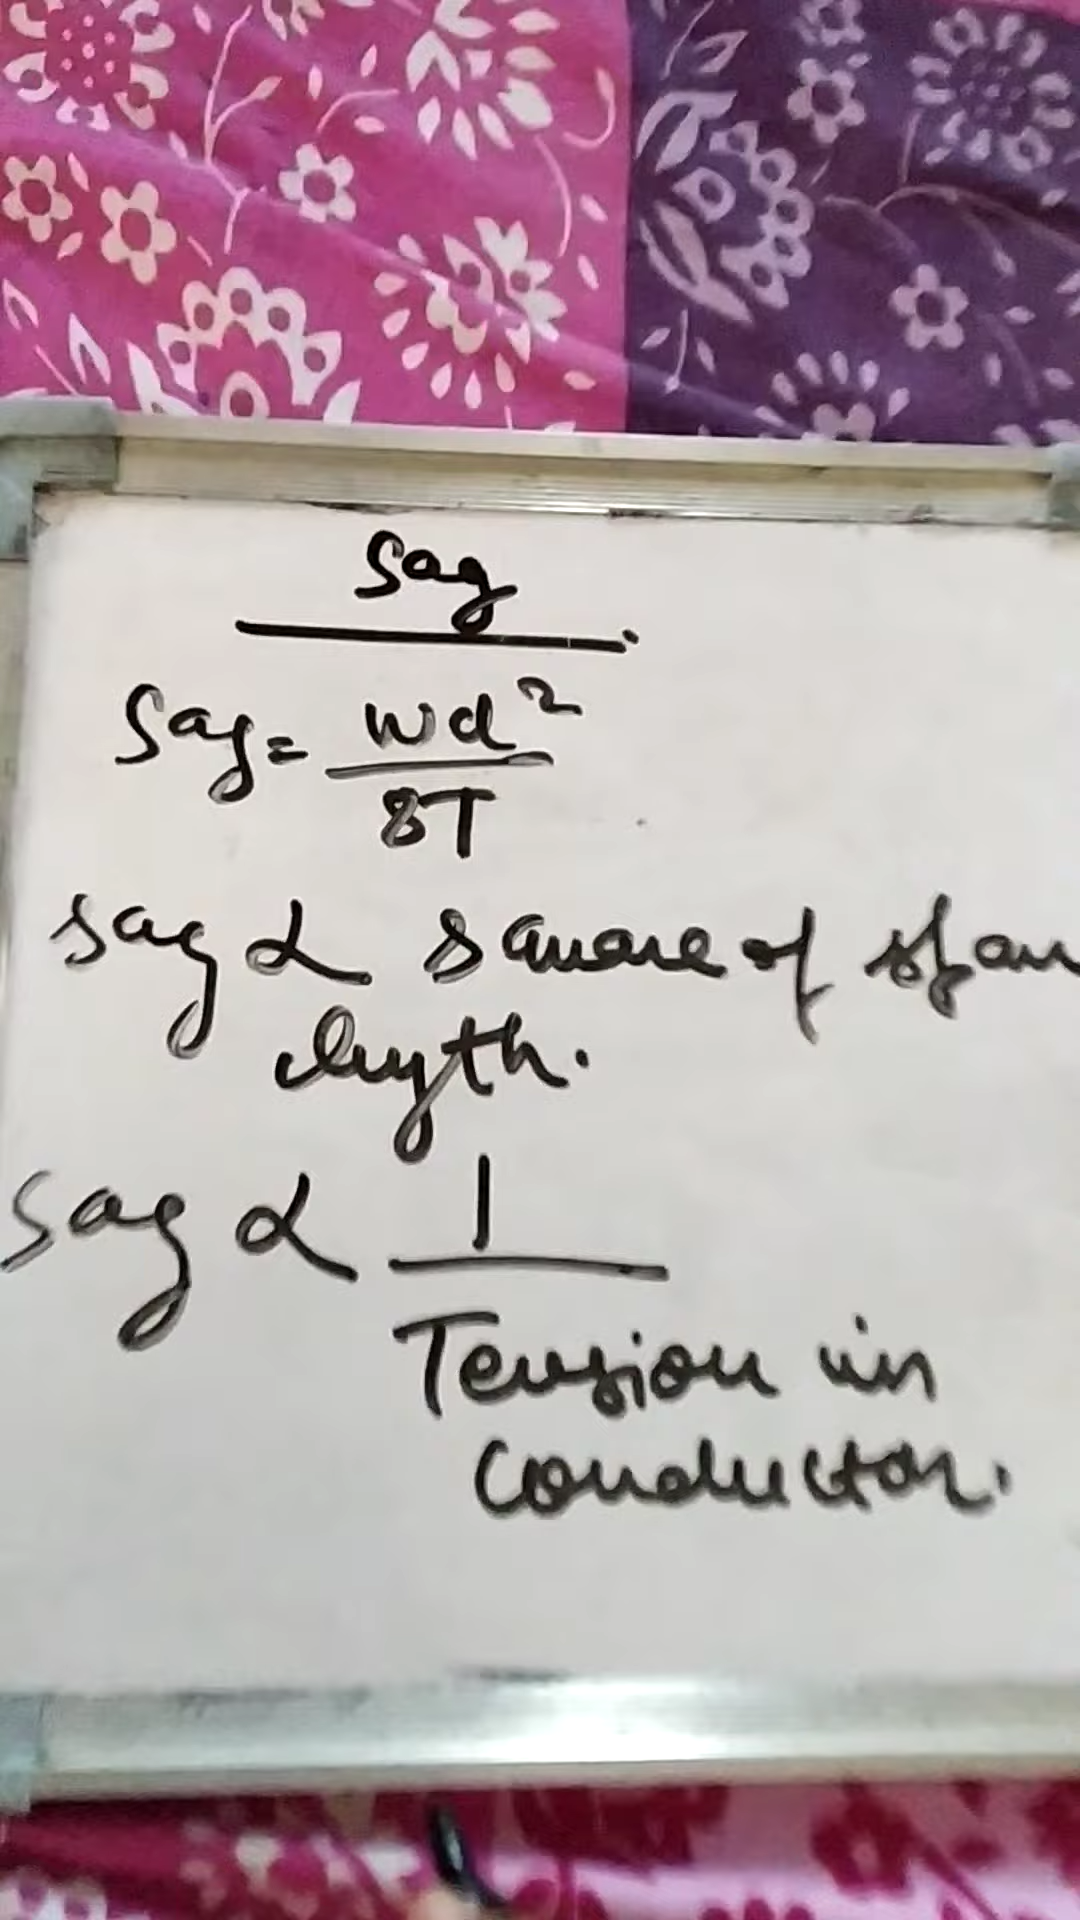 Sag
Sag = wd²
8T
sag α square of span
length.
Sag α 1
Tension in
Conductor.